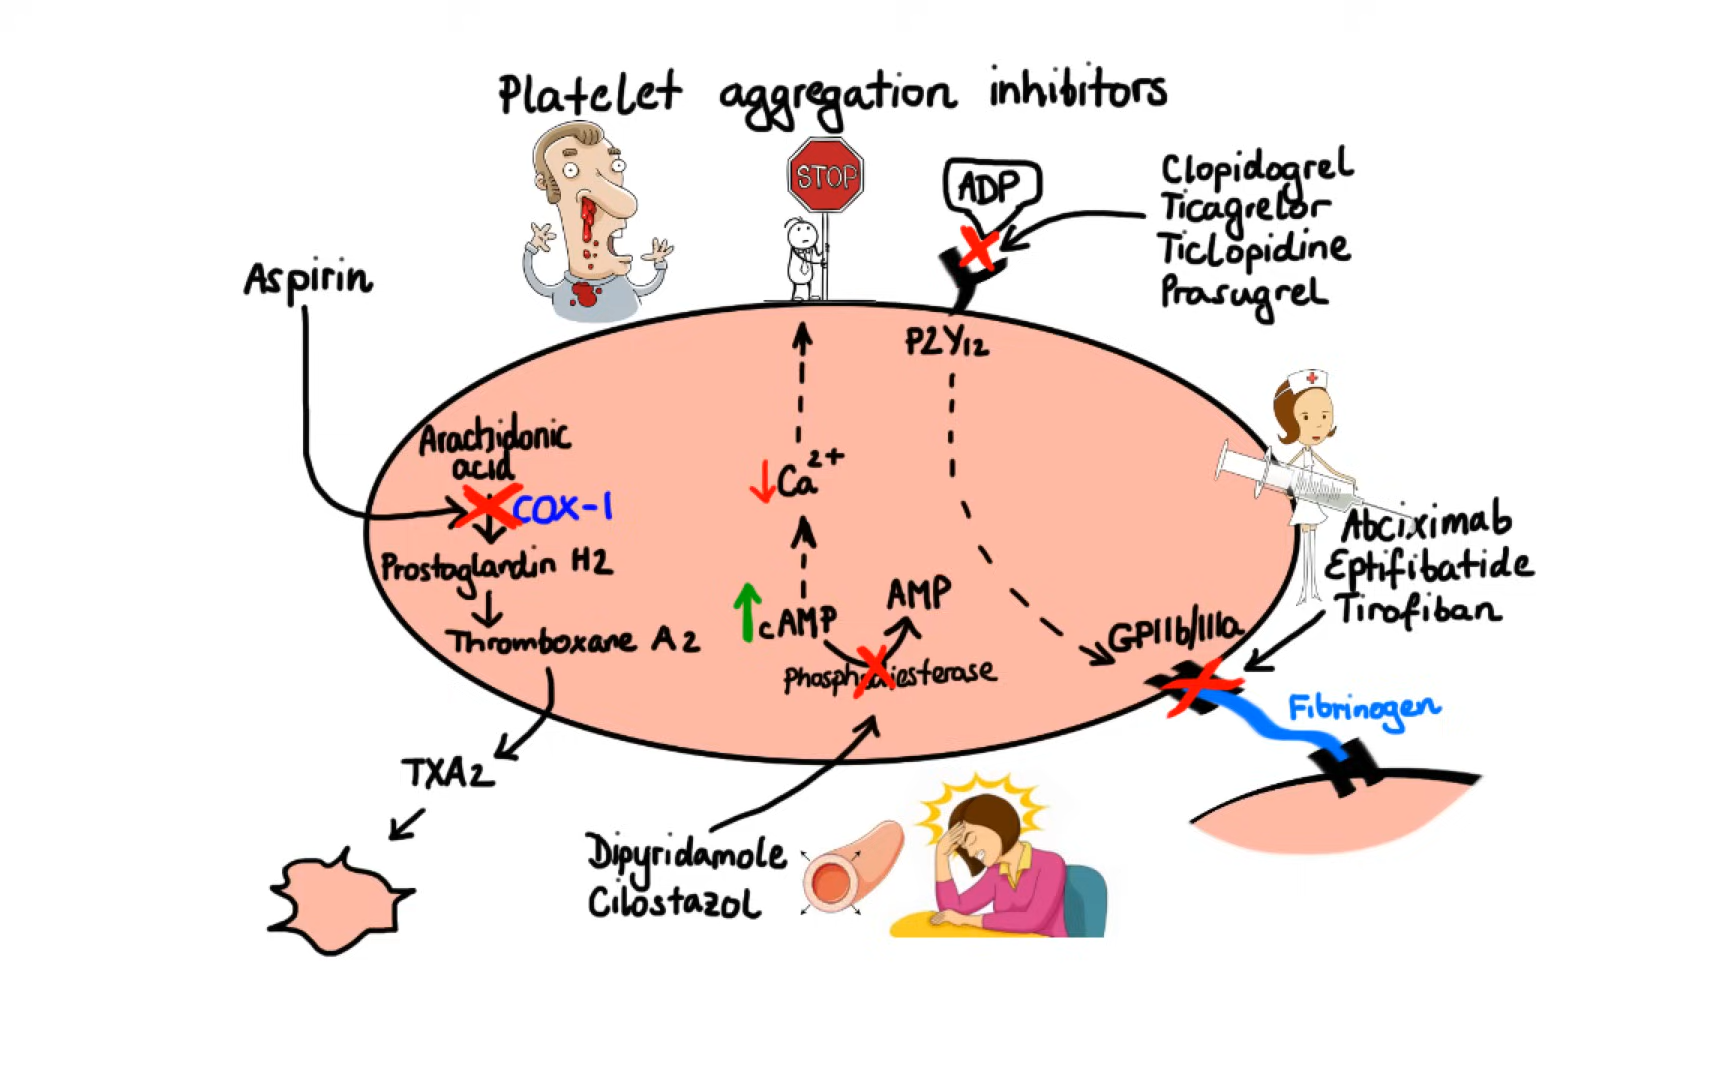 Platelet aggregation inhibitors
STOP
ADP
Clopidogrel
Ticagrelor
Ticlopidine
Prasugrel
Aspirin
P2Y12
Arachidonic
acid
COX-1
Prostaglandin H2
Thromboxane A2
TXA2
Ca2+
cAMP
AMP
Phosphodiesterase
Dipyridamole
Cilostazol
GPIIb/IIIa
Abciximab
Eptifibatide
Tirofiban
Fibrinogen